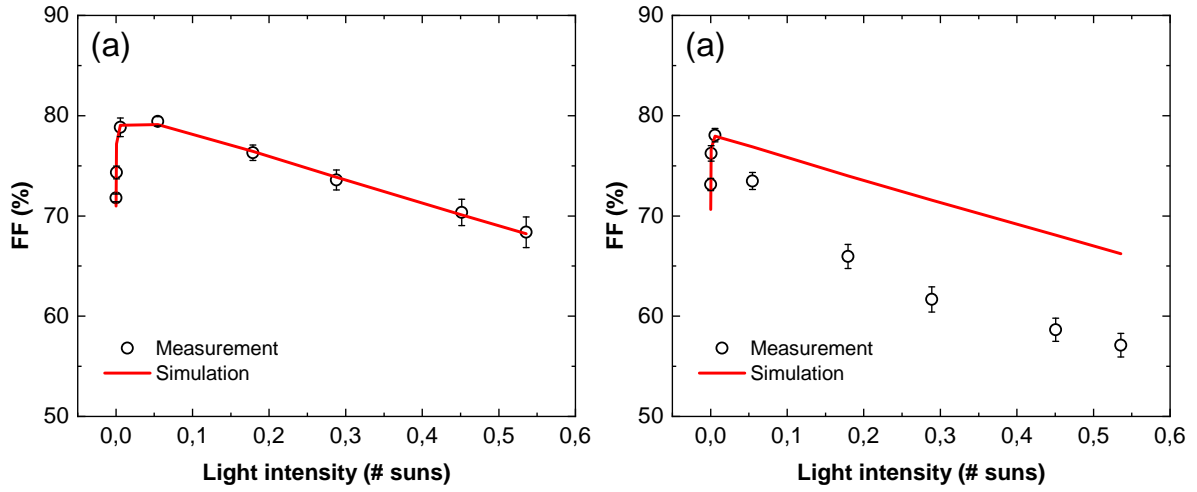 (a)
90
80
70
60
50
FF (%)
Measurement
Simulation
0,0 0,1 0,2 0,3 0,4 0,5 0,6
Light intensity (# suns)
(a)
90
80
70
60
50
FF (%)
Measurement
Simulation
0,0 0,1 0,2 0,3 0,4 0,5 0,6
Light intensity (# suns)